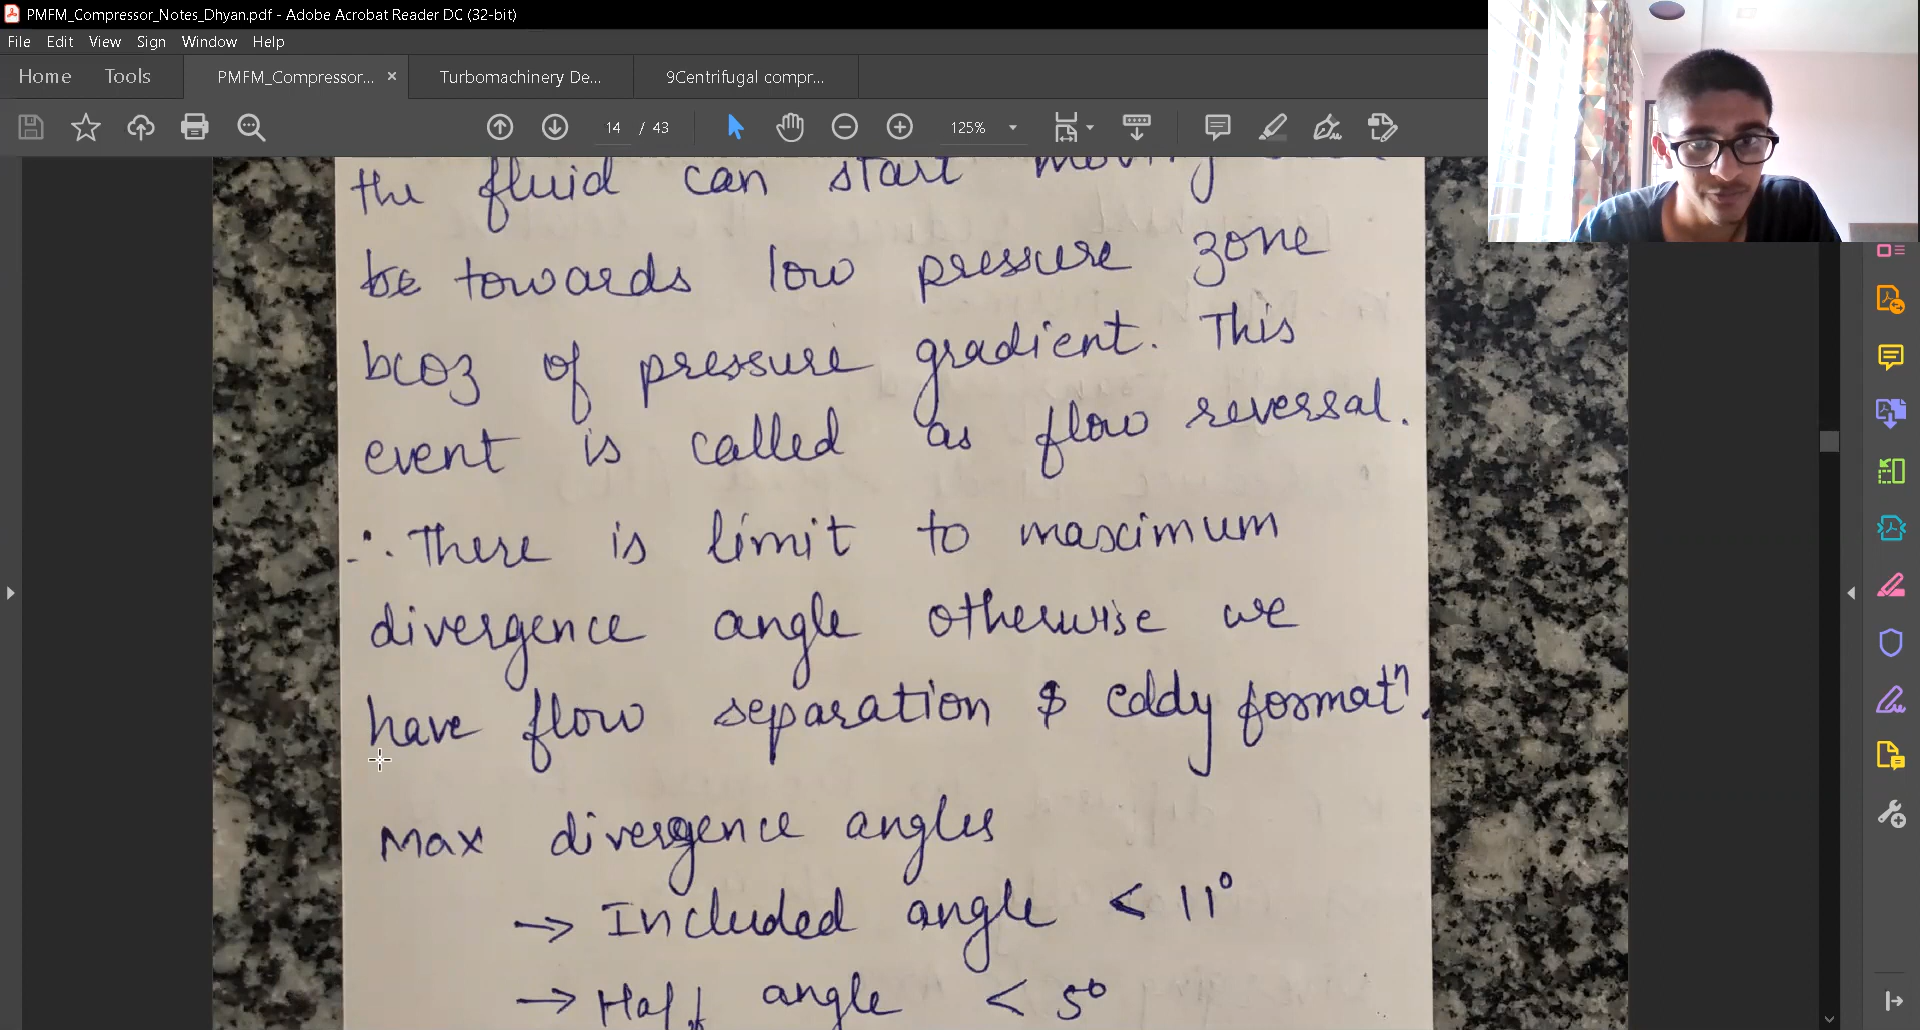 PMFM_Compressor_Notes_Dhyan.pdf - Adobe Acrobat Reader DC (32-bit)
File Edit View Sign Window Help
Home Tools PMFM_Compressor... × Turbomachinery De... 9Centrifugal compr...
14 / 43 125%
the fluid can start moving
be towards low pressure zone
bcoz of pressure gradient. This
event is called as flow reversal.
∴ There is limit to maximum
divergence angle otherwise we
have flow separation & eddy formatⁿ.
Max divergence angles
→ Included angle < 11°
→ Half angle < 5°